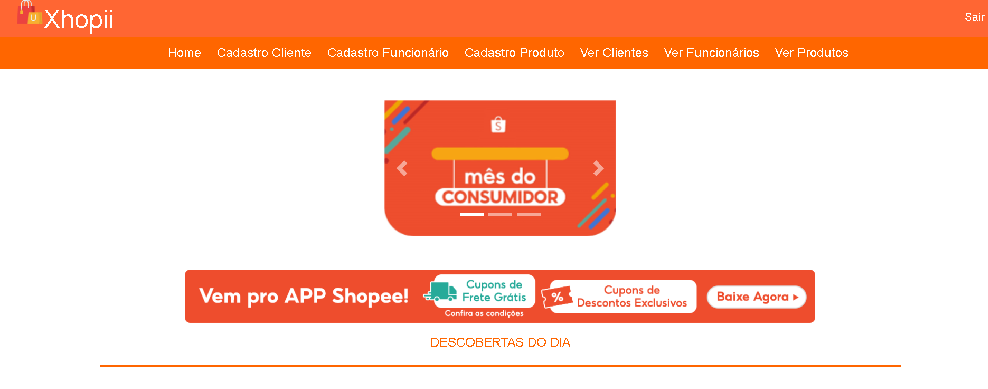 U
Xhopii
Sair
Home Cadastro Cliente Cadastro Funcionário Cadastro Produto Ver Clientes Ver Funcionários Ver Produtos
S
mês do
CONSUMIDOR
Vem pro APP Shopee!
Cupons de
Frete Grátis
Confira as condições
%
Cupons de
Descontos Exclusivos
Baixe Agora
DESCOBERTAS DO DIA